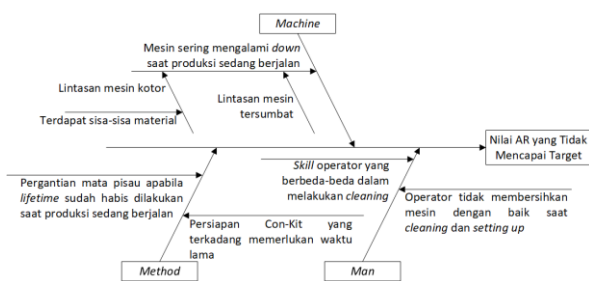 Machine
Mesin sering mengalami down
saat produksi sedang berjalan
Lintasan mesin kotor
Lintasan mesin
tersumbat
Terdapat sisa-sisa material
Nilai AR yang Tidak
Mencapai Target
Skill operator yang
berbeda-beda dalam
melakukan cleaning
Pergantian mata pisau apabila
lifetime sudah habis dilakukan
saat produksi sedang berjalan
Operator tidak membersihkan
mesin dengan baik saat
cleaning dan setting up
Persiapan Con-Kit yang
terkadang memerlukan waktu
lama
Method
Man